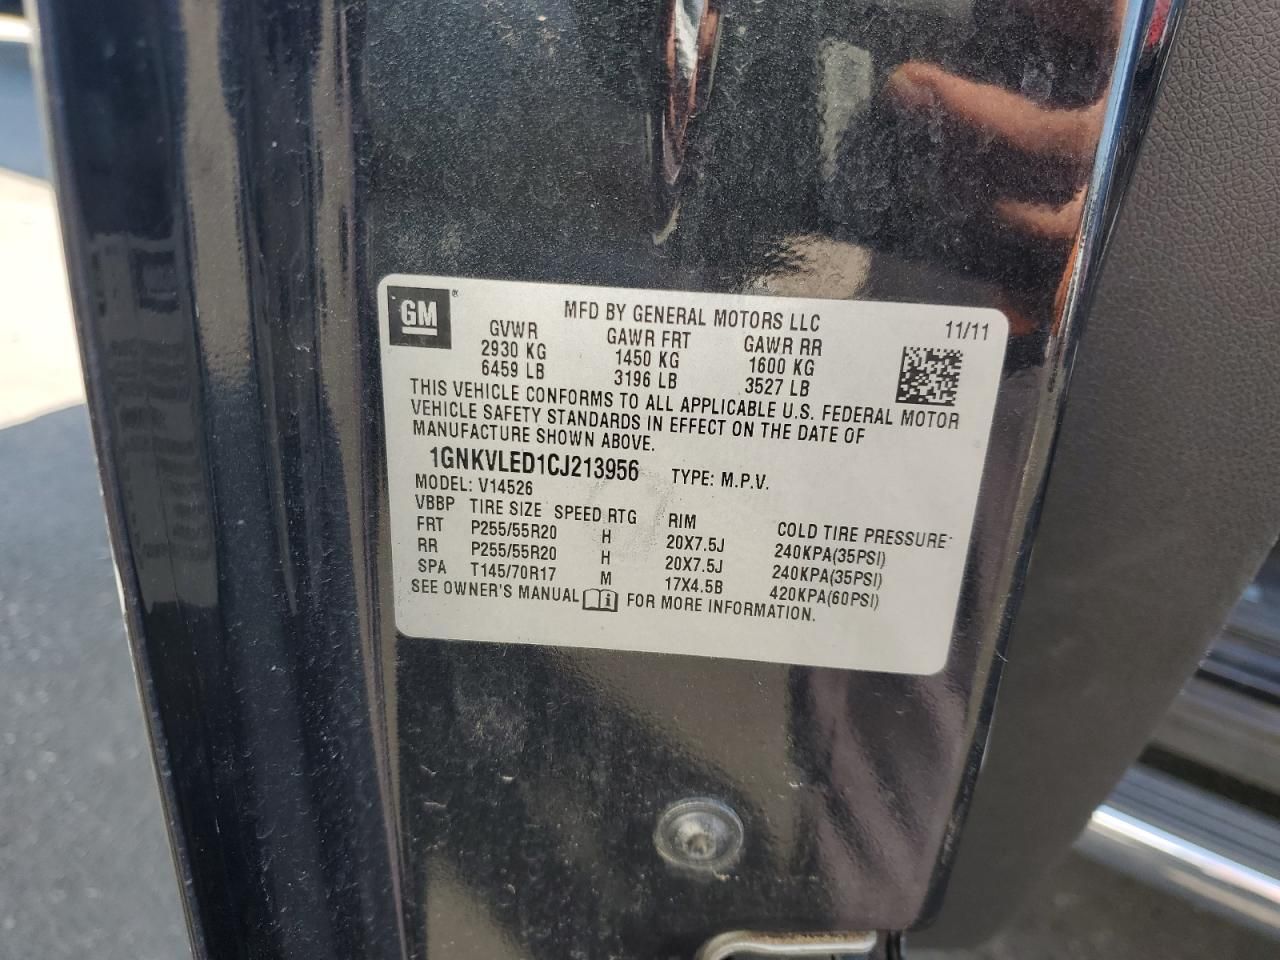 GM ®
MFD BY GENERAL MOTORS LLC 11/11
GVWR GAWR FRT GAWR RR
2930 KG 1450 KG 1600 KG
6459 LB 3196 LB 3527 LB
THIS VEHICLE CONFORMS TO ALL APPLICABLE U.S. FEDERAL MOTOR
VEHICLE SAFETY STANDARDS IN EFFECT ON THE DATE OF
MANUFACTURE SHOWN ABOVE.
1GNKVLED1CJ213956 TYPE: M.P.V.
MODEL: V14526
VBBP TIRE SIZE SPEED RTG RIM COLD TIRE PRESSURE
FRT P255/55R20 H 20X7.5J 240KPA(35PSI)
RR P255/55R20 H 20X7.5J 240KPA(35PSI)
SPA T145/70R17 M 17X4.5B 420KPA(60PSI)
SEE OWNER'S MANUAL FOR MORE INFORMATION.